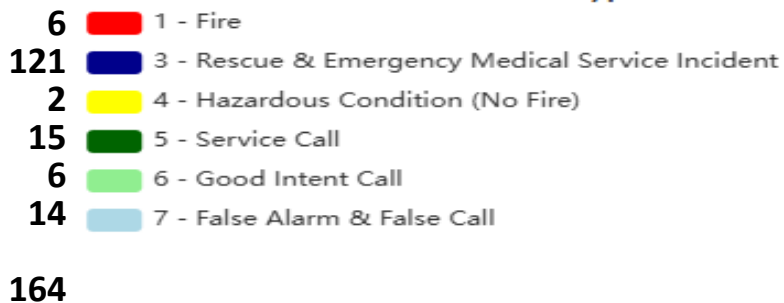 6 1 - Fire
121 3 - Rescue & Emergency Medical Service Incident
2 4 - Hazardous Condition (No Fire)
15 5 - Service Call
6 6 - Good Intent Call
14 7 - False Alarm & False Call
164